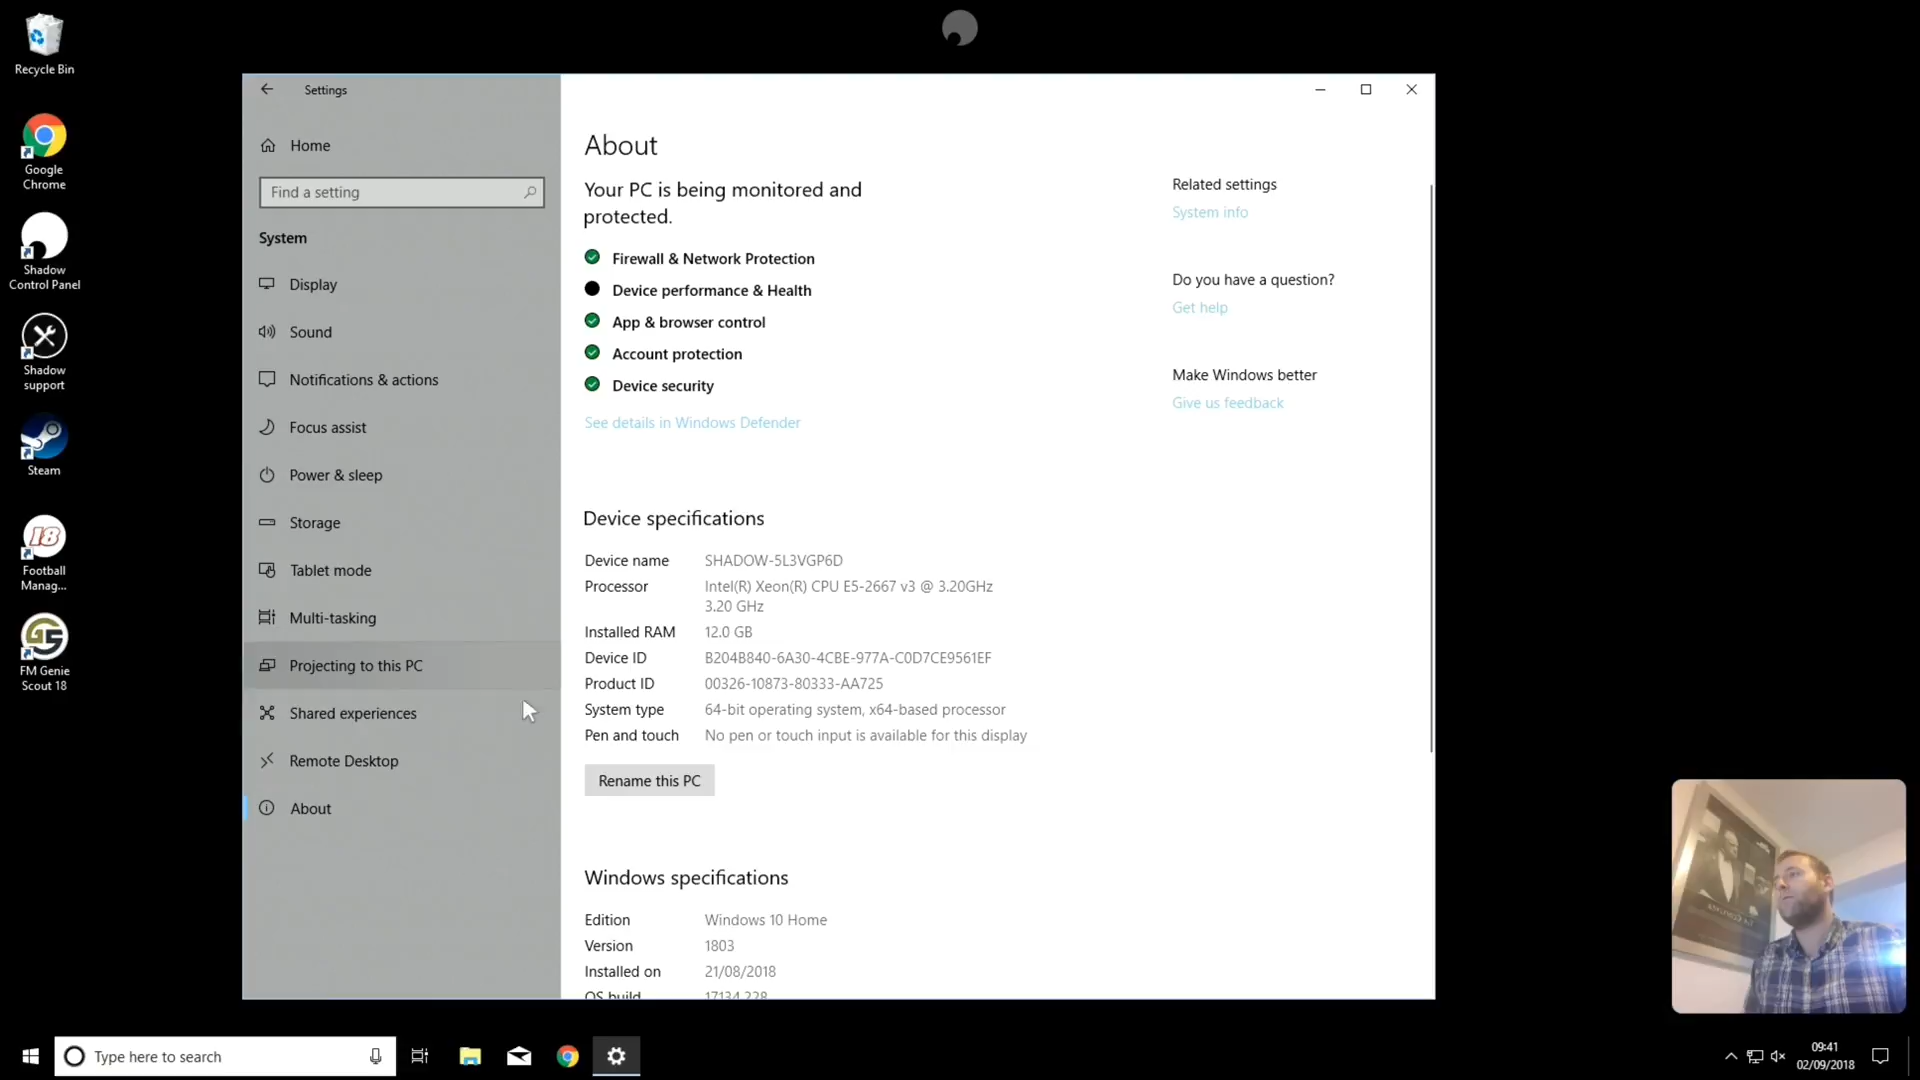 Recycle Bin
Google
Chrome
Shadow
Control Panel
Shadow
support
Steam
18
Football
Manag...
GS
FM Genie
Scout 18
Settings
Home
Find a setting
System
Display
Sound
Notifications & actions
Focus assist
Power & sleep
Storage
Tablet mode
Multi-tasking
Projecting to this PC
Shared experiences
Remote Desktop
About
About
Your PC is being monitored and
protected.
Firewall & Network Protection
Device performance & Health
App & browser control
Account protection
Device security
See details in Windows Defender
Device specifications
Device name SHADOW-5L3VGP6D
Processor Intel(R) Xeon(R) CPU E5-2667 v3 @ 3.20GHz
3.20 GHz
Installed RAM 12.0 GB
Device ID B204B840-6A30-4CBE-977A-C0D7CE9561EF
Product ID 00326-10873-80333-AA725
System type 64-bit operating system, x64-based processor
Pen and touch No pen or touch input is available for this display
Rename this PC
Windows specifications
Edition Windows 10 Home
Version 1803
Installed on 21/08/2018
OS build 17134.228
Related settings
System info
Do you have a question?
Get help
Make Windows better
Give us feedback
Type here to search
09:41
02/09/2018